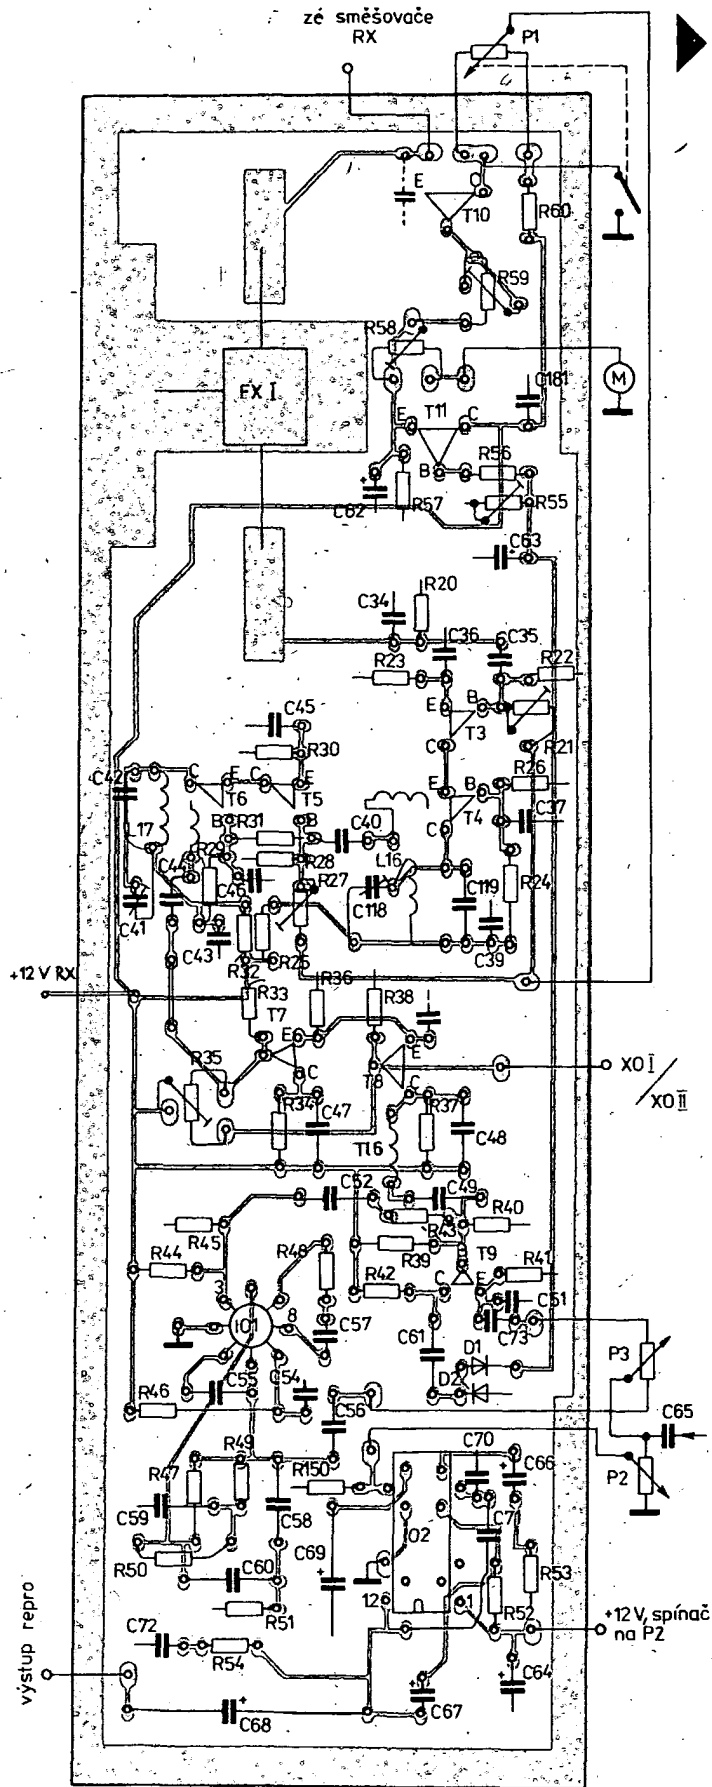 zé směšovače
RX
P1
E
C
T10
R60
R59
R58
FX I
C181
M
T11
E
C
B
R56
C62
R57
R55
C63
R20
C34
C36
C35
R23
R22
E
B
T3
R21
C45
C
R30
E
R26
C42
C
E
C
E
B
T6
T5
T4
C37
B
R31
B
C40
C
L17
R29
R28
L16
C44
C46
R27
C118
C119
R24
C41
C43
R32
R25
C39
+12 V RX
R36
R38
R33
T7
E
E
XO I
R35
T8
C
C
XO II
R34
C47
R37
C48
T16
C52
C49
R45
R43
R40
R44
R48
R39
T9
R42
C
E
R41
3
C51
IO1
8
C57
C61
C73
P3
D1
C55
C54
D2
R46
C56
C65
C70
C66
R49
P2
R47
R150
C59
C58
IO2
C71
C69
R50
C60
R53
12
1
R52
R51
+12V, spínač
na P2
C72
výstup repro
R54
C64
C67
C68